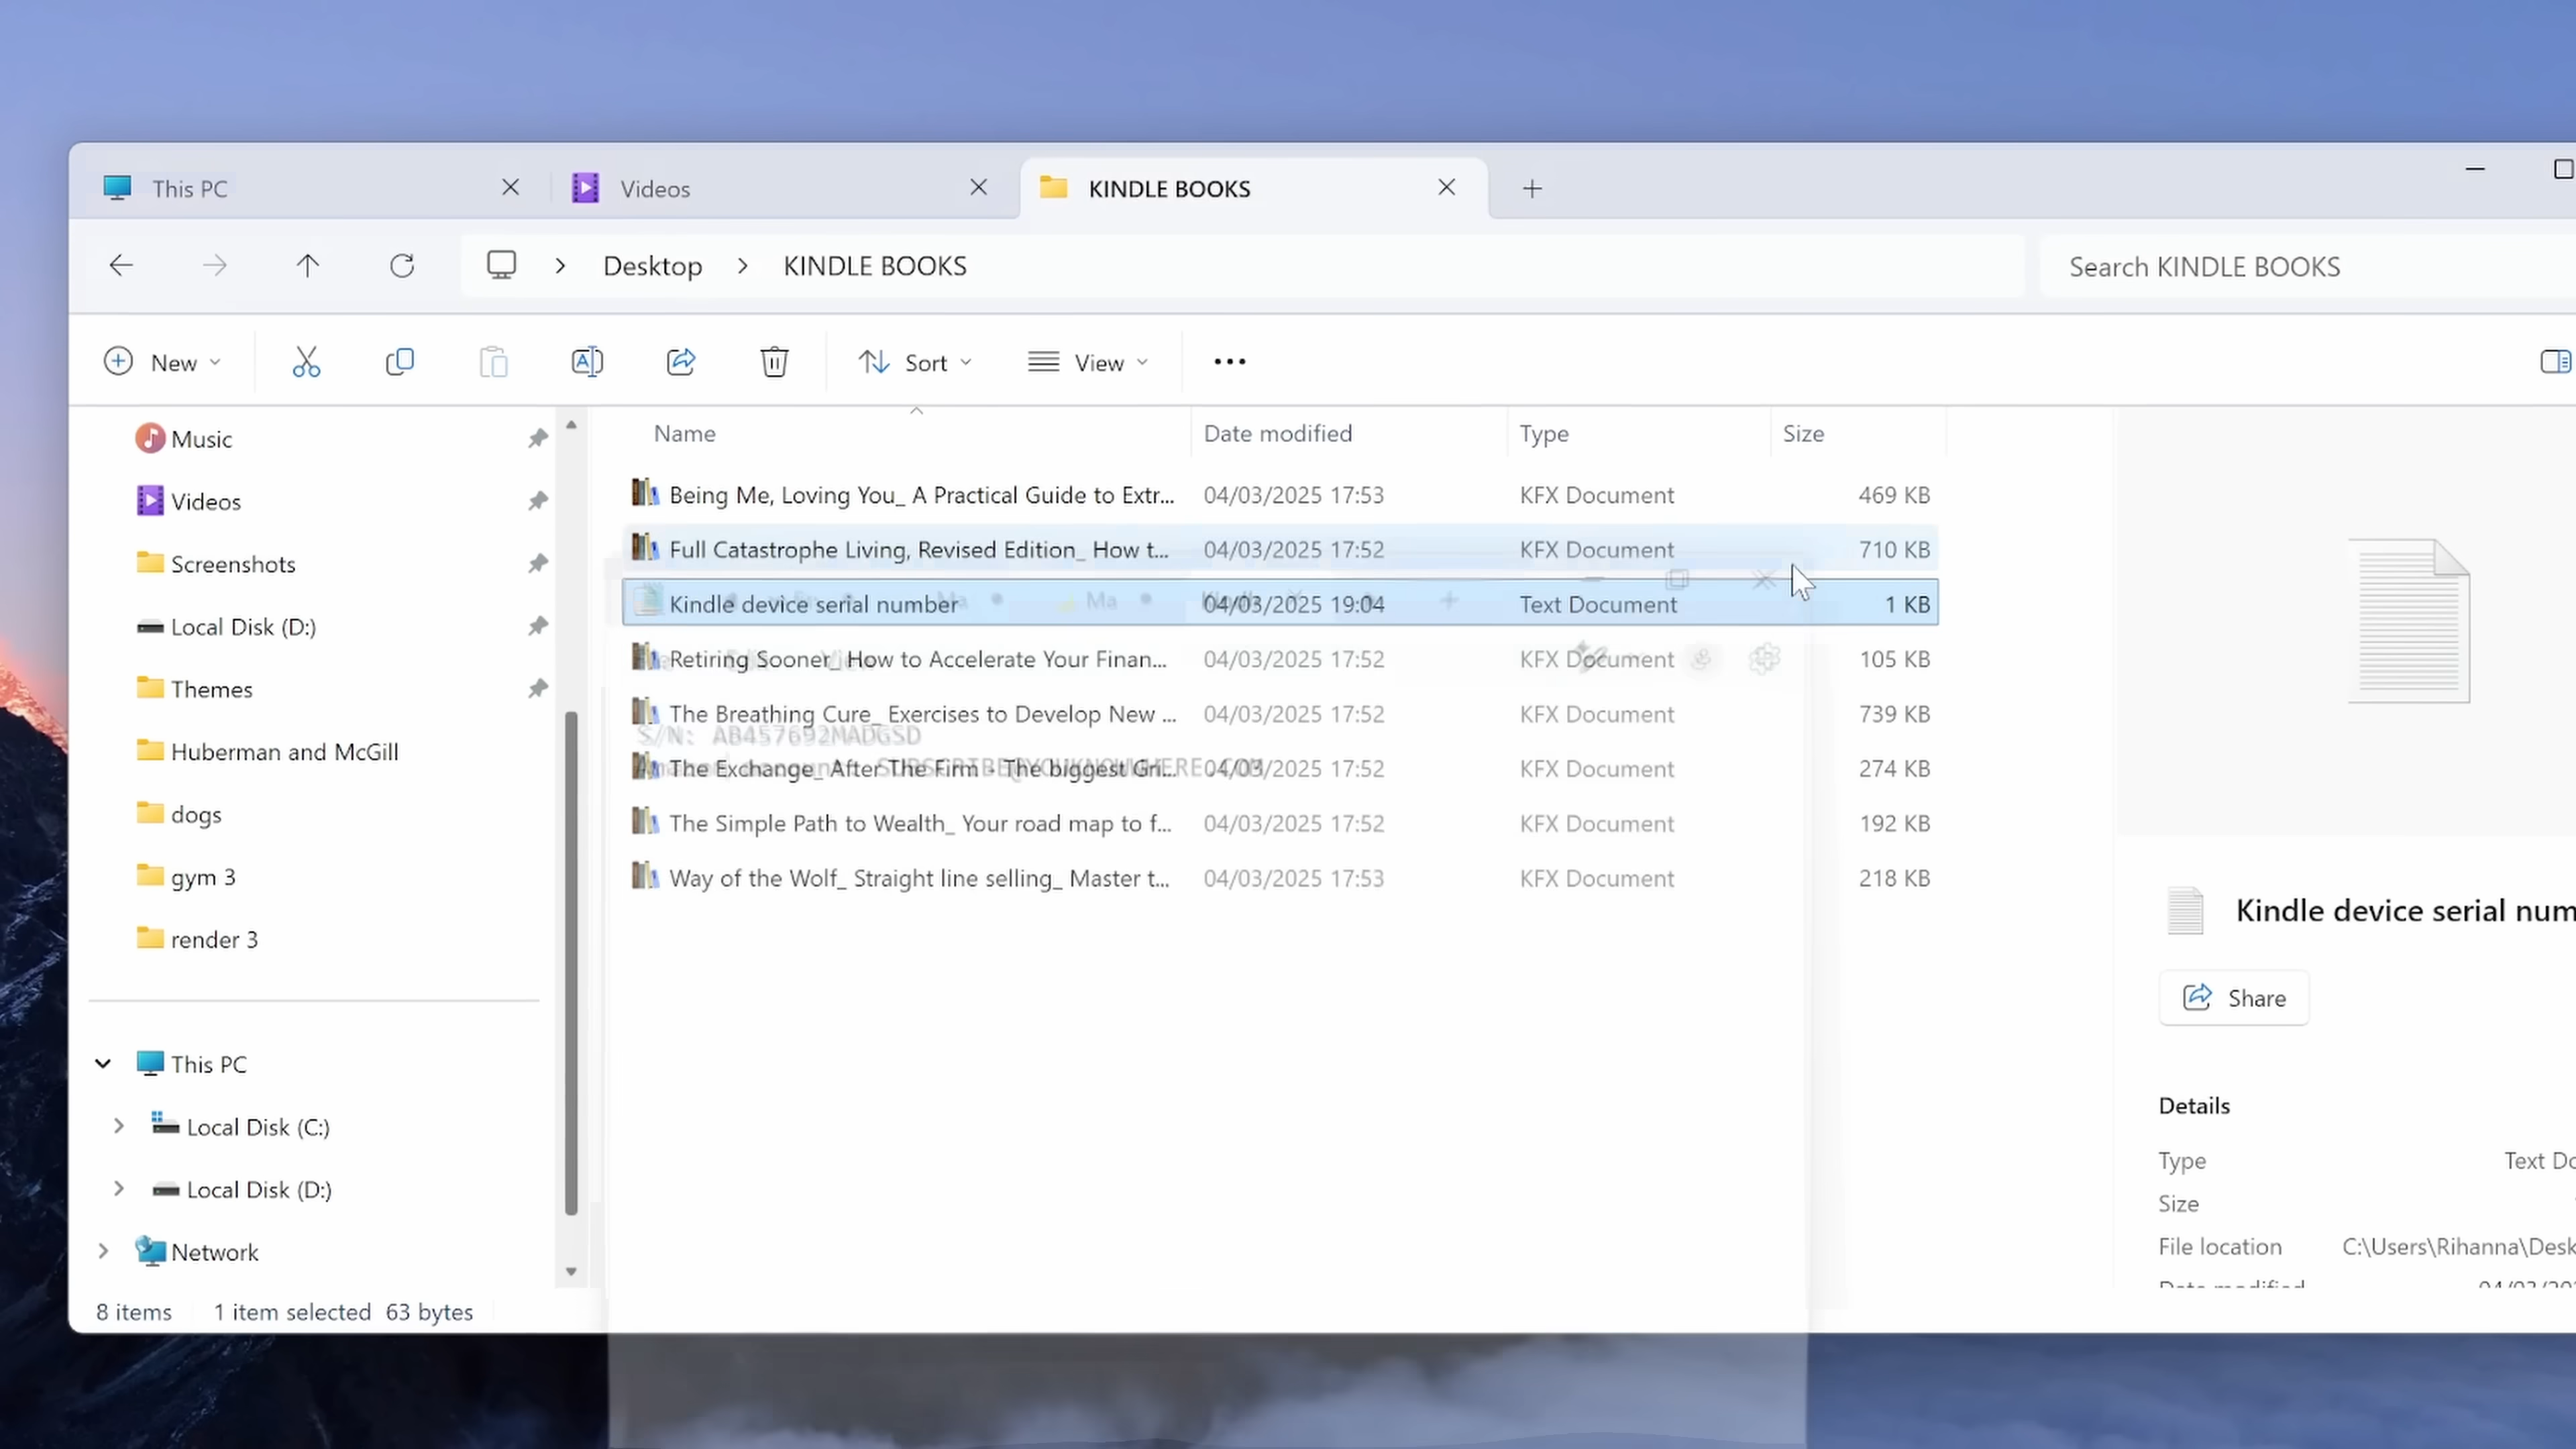 This PC
Videos
KINDLE BOOKS
Desktop
KINDLE BOOKS
Search KINDLE BOOKS
New
Sort
View
Music
Videos
Screenshots
Local Disk (D:)
Themes
Huberman and McGill
dogs
gym 3
render 3
This PC
Local Disk (C:)
Local Disk (D:)
Network
Name Date modified Type Size
Being Me, Loving You_ A Practical Guide to Extr... 04/03/2025 17:53 KFX Document 469 KB
Full Catastrophe Living, Revised Edition_ How t... 04/03/2025 17:52 KFX Document 710 KB
Kindle device serial number 04/03/2025 19:04 Text Document 1 KB
Retiring Sooner_ How to Accelerate Your Finan... 04/03/2025 17:52 KFX Document 105 KB
The Breathing Cure_ Exercises to Develop New ... 04/03/2025 17:52 KFX Document 739 KB
S/N: AB457692MADGSD
The Exchange_ After The Firm - The biggest Gri... 04/03/2025 17:52 KFX Document 274 KB
The Simple Path to Wealth_ Your road map to f... 04/03/2025 17:52 KFX Document 192 KB
Way of the Wolf_ Straight line selling_ Master t... 04/03/2025 17:53 KFX Document 218 KB
Kindle device serial num
Share
Details
Type Text Do
Size
File location C:\Users\Rihanna\Desk
Date modified
8 items 1 item selected 63 bytes